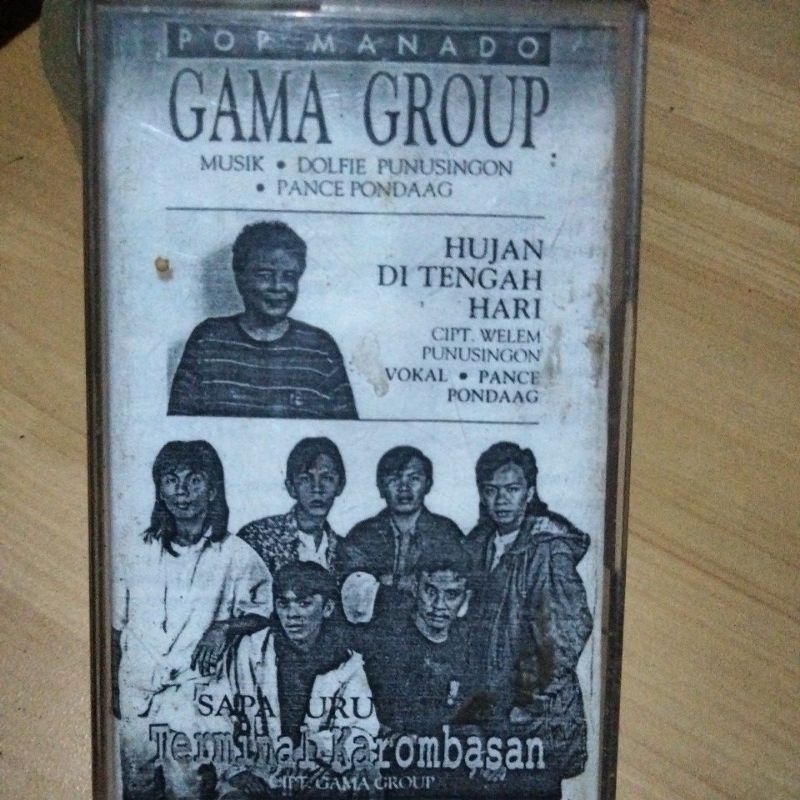 POP MANADO
GAMA GROUP
MUSIK • DOLFIE PUNUSINGON
• PANCE PONDAAG
HUJAN
DI TENGAH
HARI
CIPT. WELEM
PUNUSINGON
VOKAL • PANCE
PONDAAG
SAPA
Terminal Karombasan
CIPT. GAMA GROUP